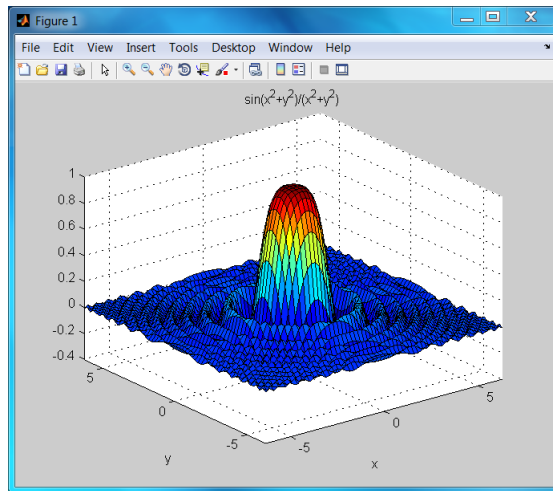 Figure 1
File Edit View Insert Tools Desktop Window Help
sin(x²+y²)/(x²+y²)
1
0.8
0.6
0.4
0.2
0
-0.2
-0.4
5
0
-5
y
-5
0
5
x